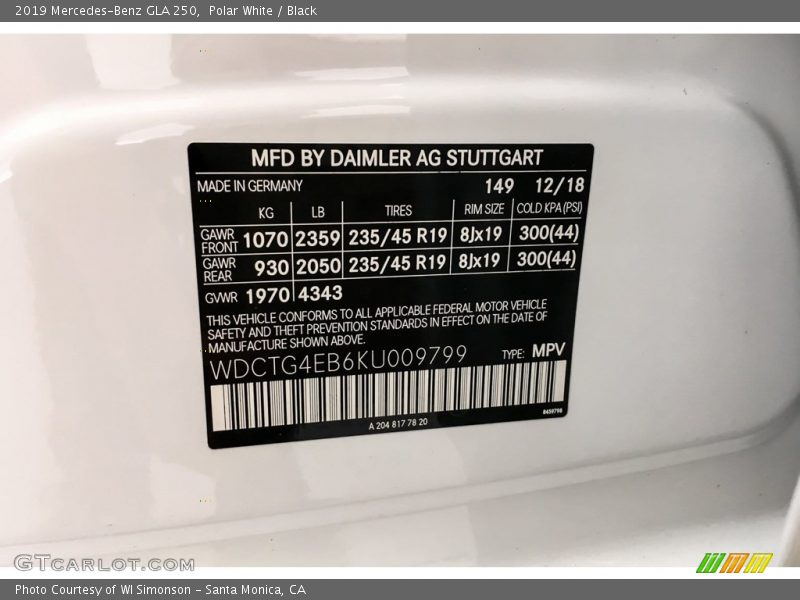 2019 Mercedes-Benz GLA 250,  Polar White / Black
MFD BY DAIMLER AG STUTTGART
MADE IN GERMANY 149 12/18
KG LB TIRES RIM SIZE COLD KPA (PSI)
GAWR FRONT 1070 2359 235/45 R19 8Jx19 300(44)
GAWR REAR 930 2050 235/45 R19 8Jx19 300(44)
GVWR 1970 4343
THIS VEHICLE CONFORMS TO ALL APPLICABLE FEDERAL MOTOR VEHICLE
SAFETY AND THEFT PREVENTION STANDARDS IN EFFECT ON THE DATE OF
MANUFACTURE SHOWN ABOVE.
WDCTG4EB6KU009799 TYPE: MPV
8459798
A 204 817 78 20
GTCARLOT.COM
Photo Courtesy of WI Simonson - Santa Monica, CA